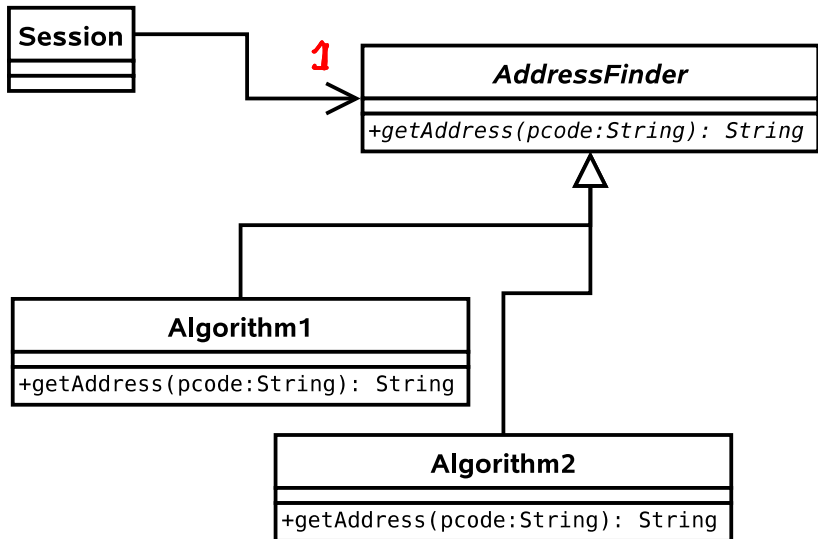 Session
1
AddressFinder
+getAddress(pcode:String): String
Algorithm1
+getAddress(pcode:String): String
Algorithm2
+getAddress(pcode:String): String